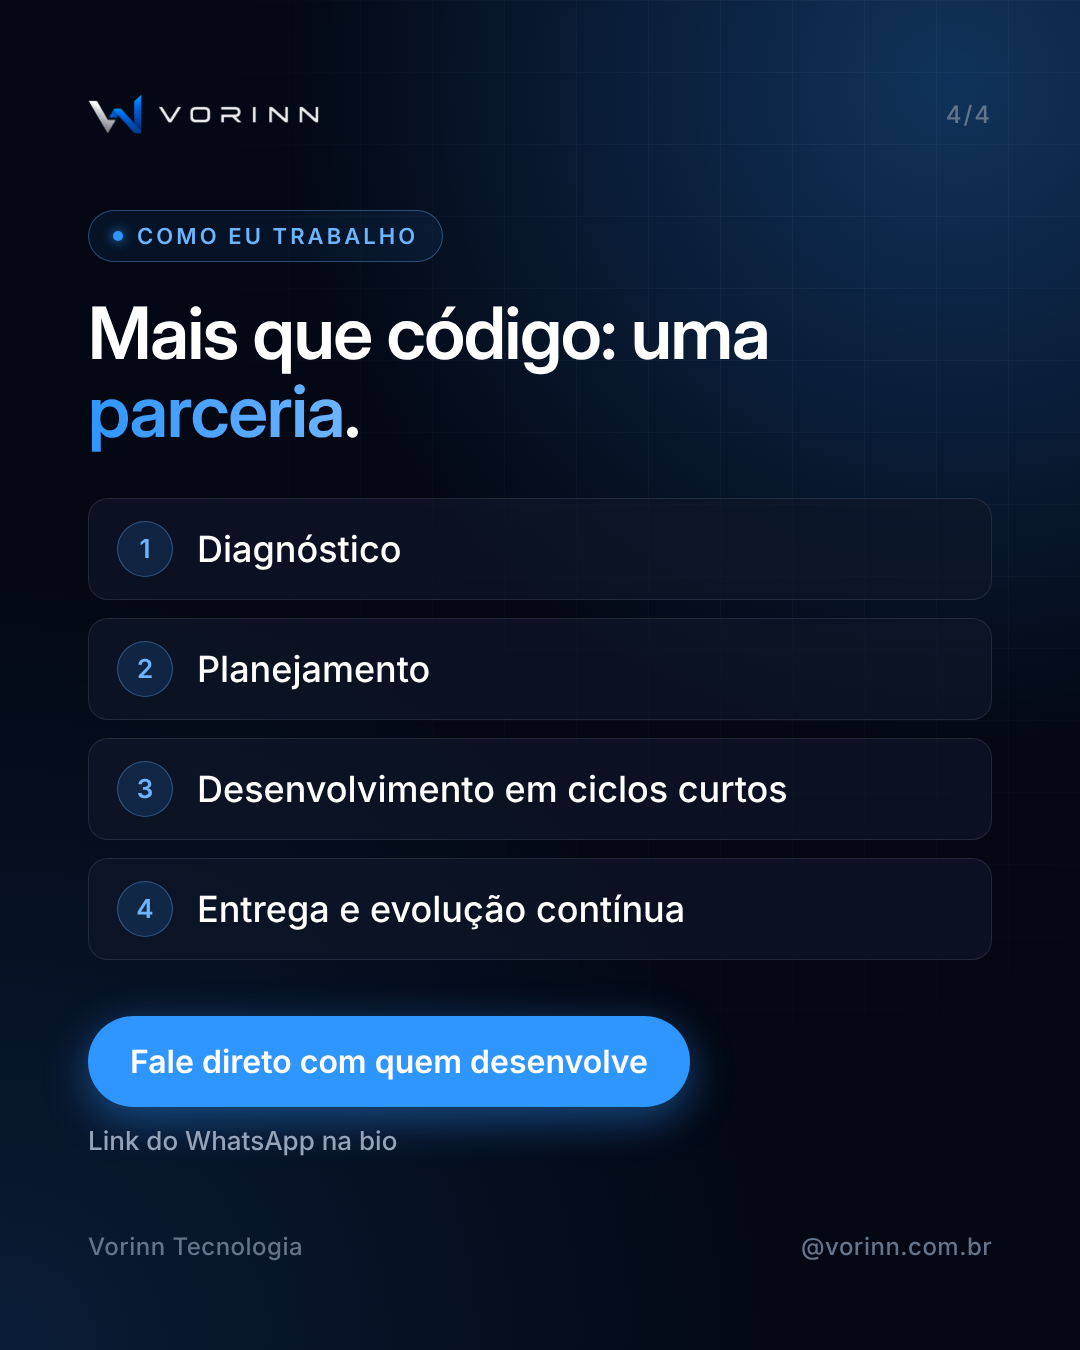 VORINN
4/4
COMO EU TRABALHO
Mais que código: uma
parceria.
1 Diagnóstico
2 Planejamento
3 Desenvolvimento em ciclos curtos
4 Entrega e evolução contínua
Fale direto com quem desenvolve
Link do WhatsApp na bio
Vorinn Tecnologia
@vorinn.com.br